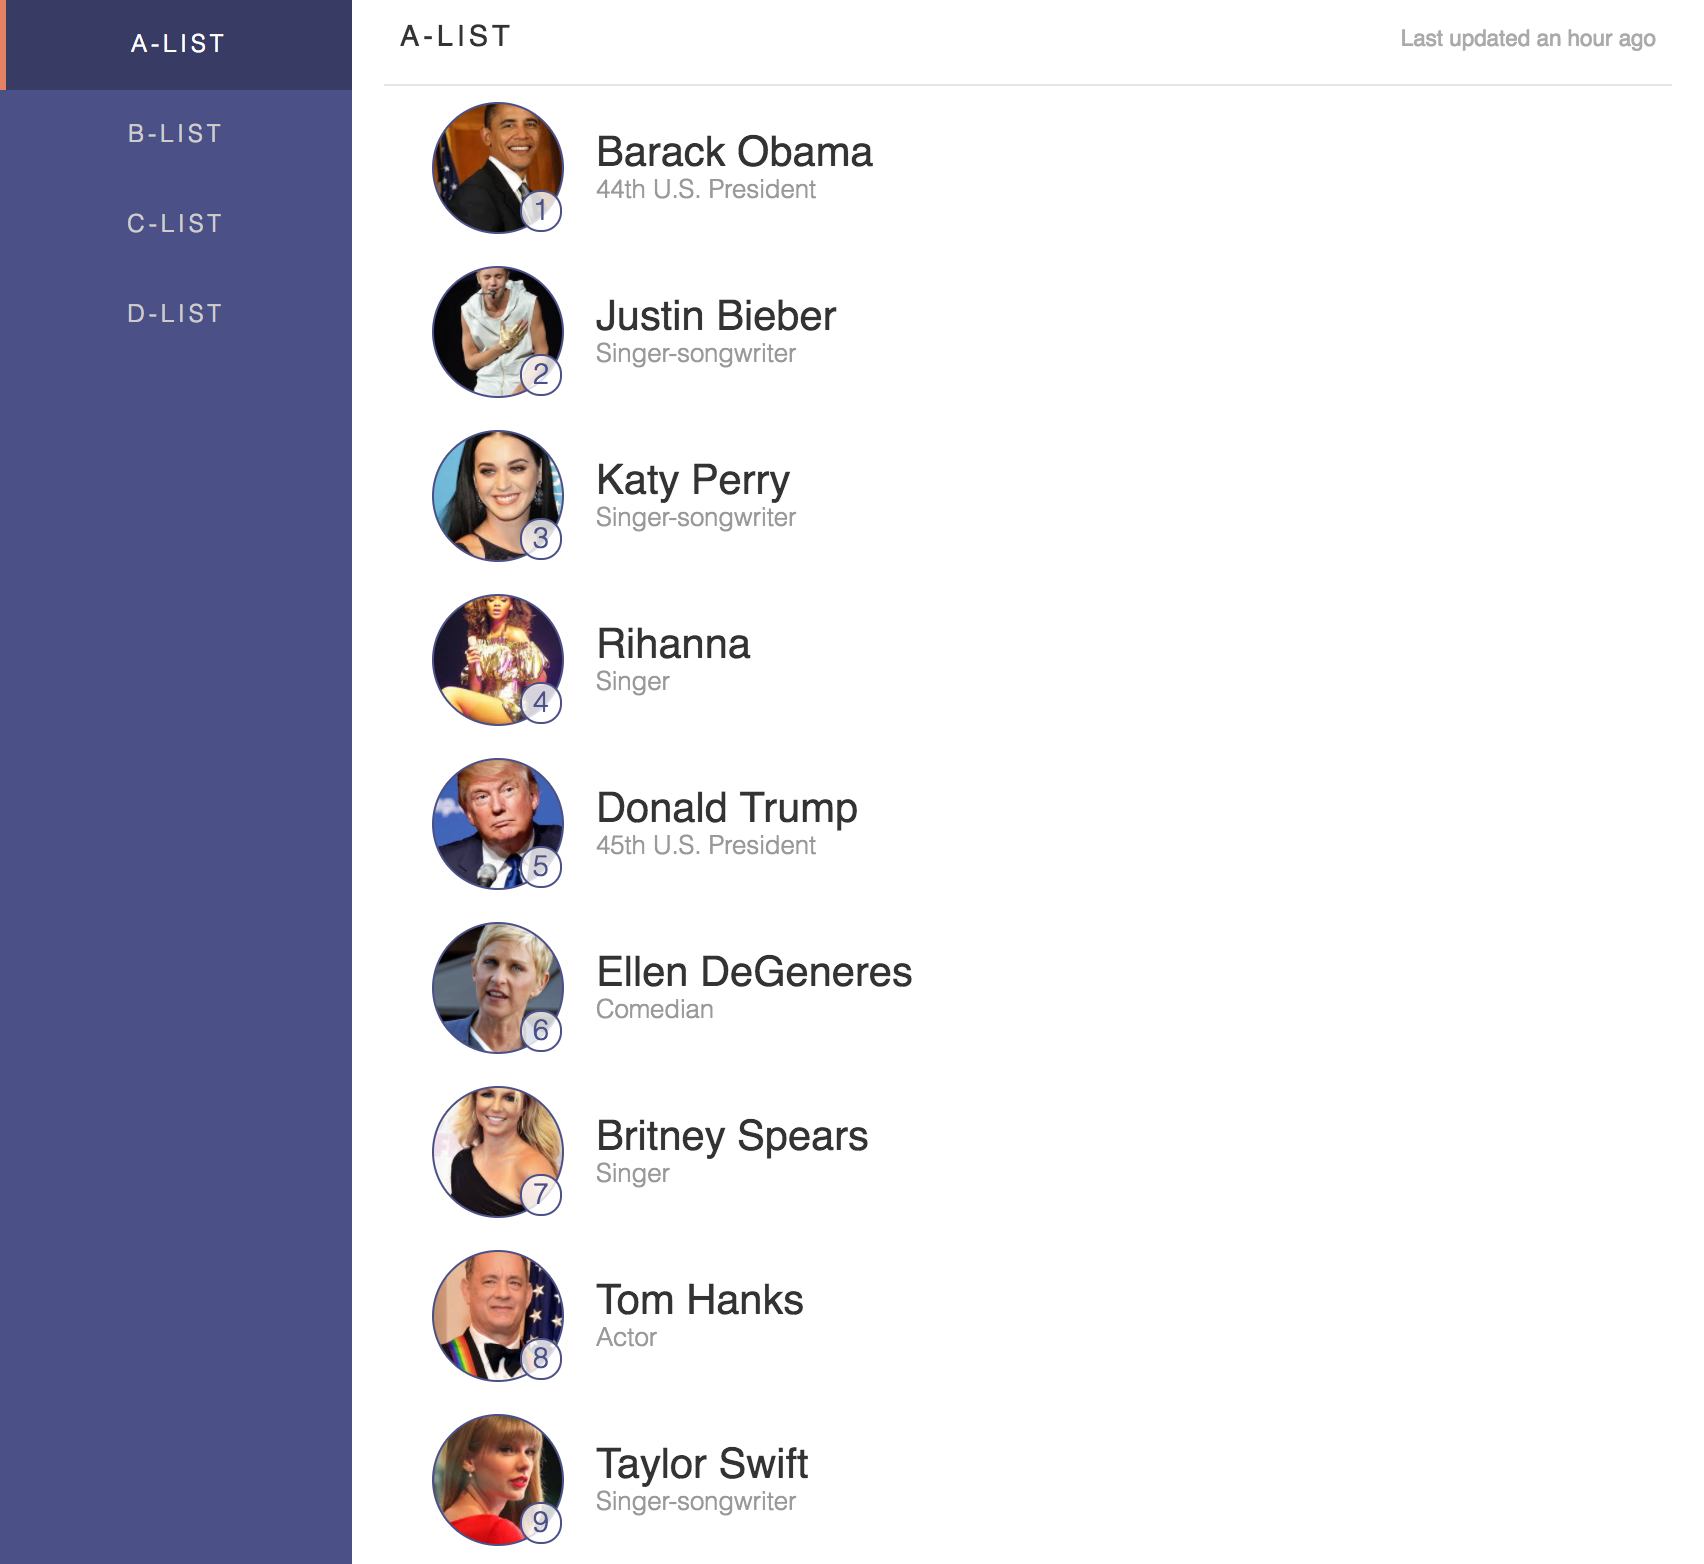 A-LIST
B-LIST
C-LIST
D-LIST
A-LIST
Last updated an hour ago
Barack Obama
44th U.S. President
1
Justin Bieber
Singer-songwriter
2
Katy Perry
Singer-songwriter
3
Rihanna
Singer
4
Donald Trump
45th U.S. President
5
Ellen DeGeneres
Comedian
6
Britney Spears
Singer
7
Tom Hanks
Actor
8
Taylor Swift
Singer-songwriter
9